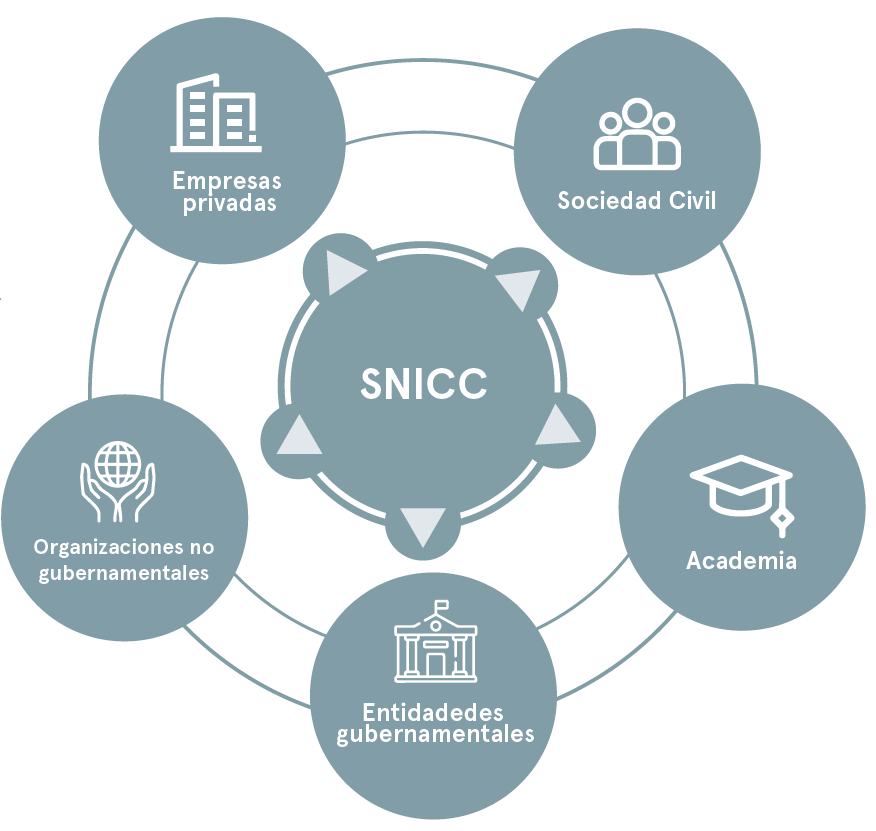 Empresas
privadas
Sociedad Civil
SNICC
Organizaciones no
gubernamentales
Academia
Entidadedes
gubernamentales